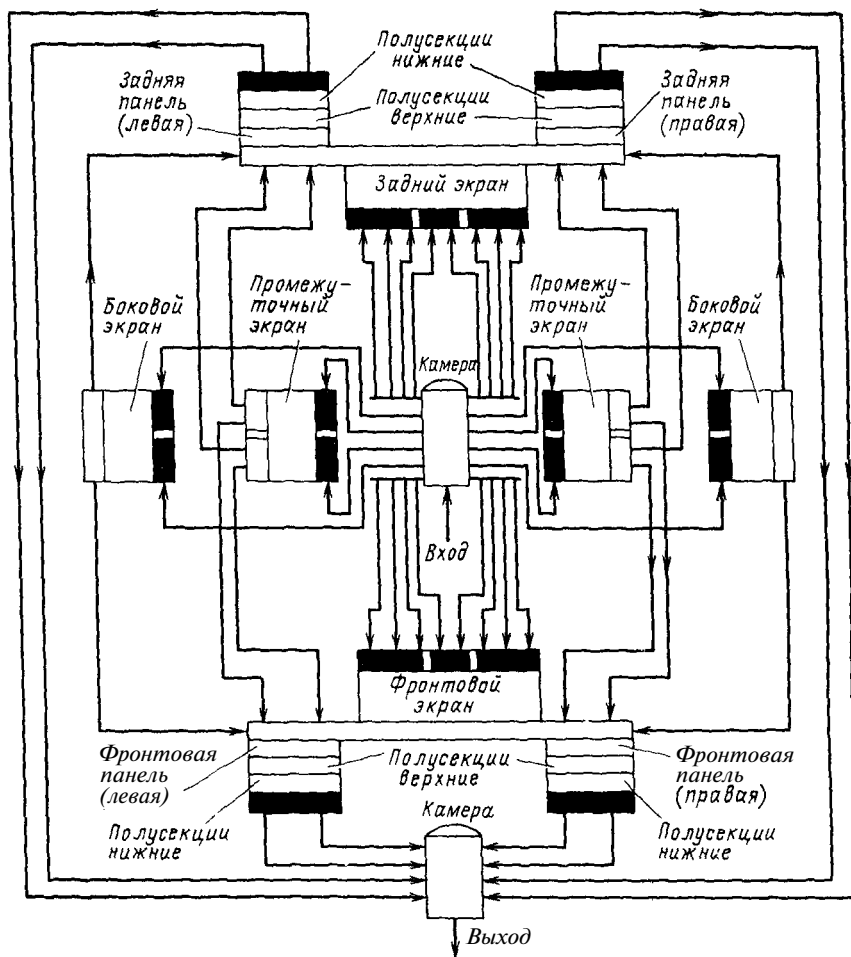 Полусекции
нижние
Задняя
панель
(левая)
Полусекции
верхние
Задняя
панель
(правая)
Задний экран
Боковой
экран
Промежу-
точный
экран
Камера
Промежу-
точный
экран
Боковой
экран
Вход
Фронтовой
экран
Фронтовая
панель
(левая)
Полусекции
верхние
Фронтовая
панель
(правая)
Полусекции
нижние
Камера
Полусекции
нижние
Выход